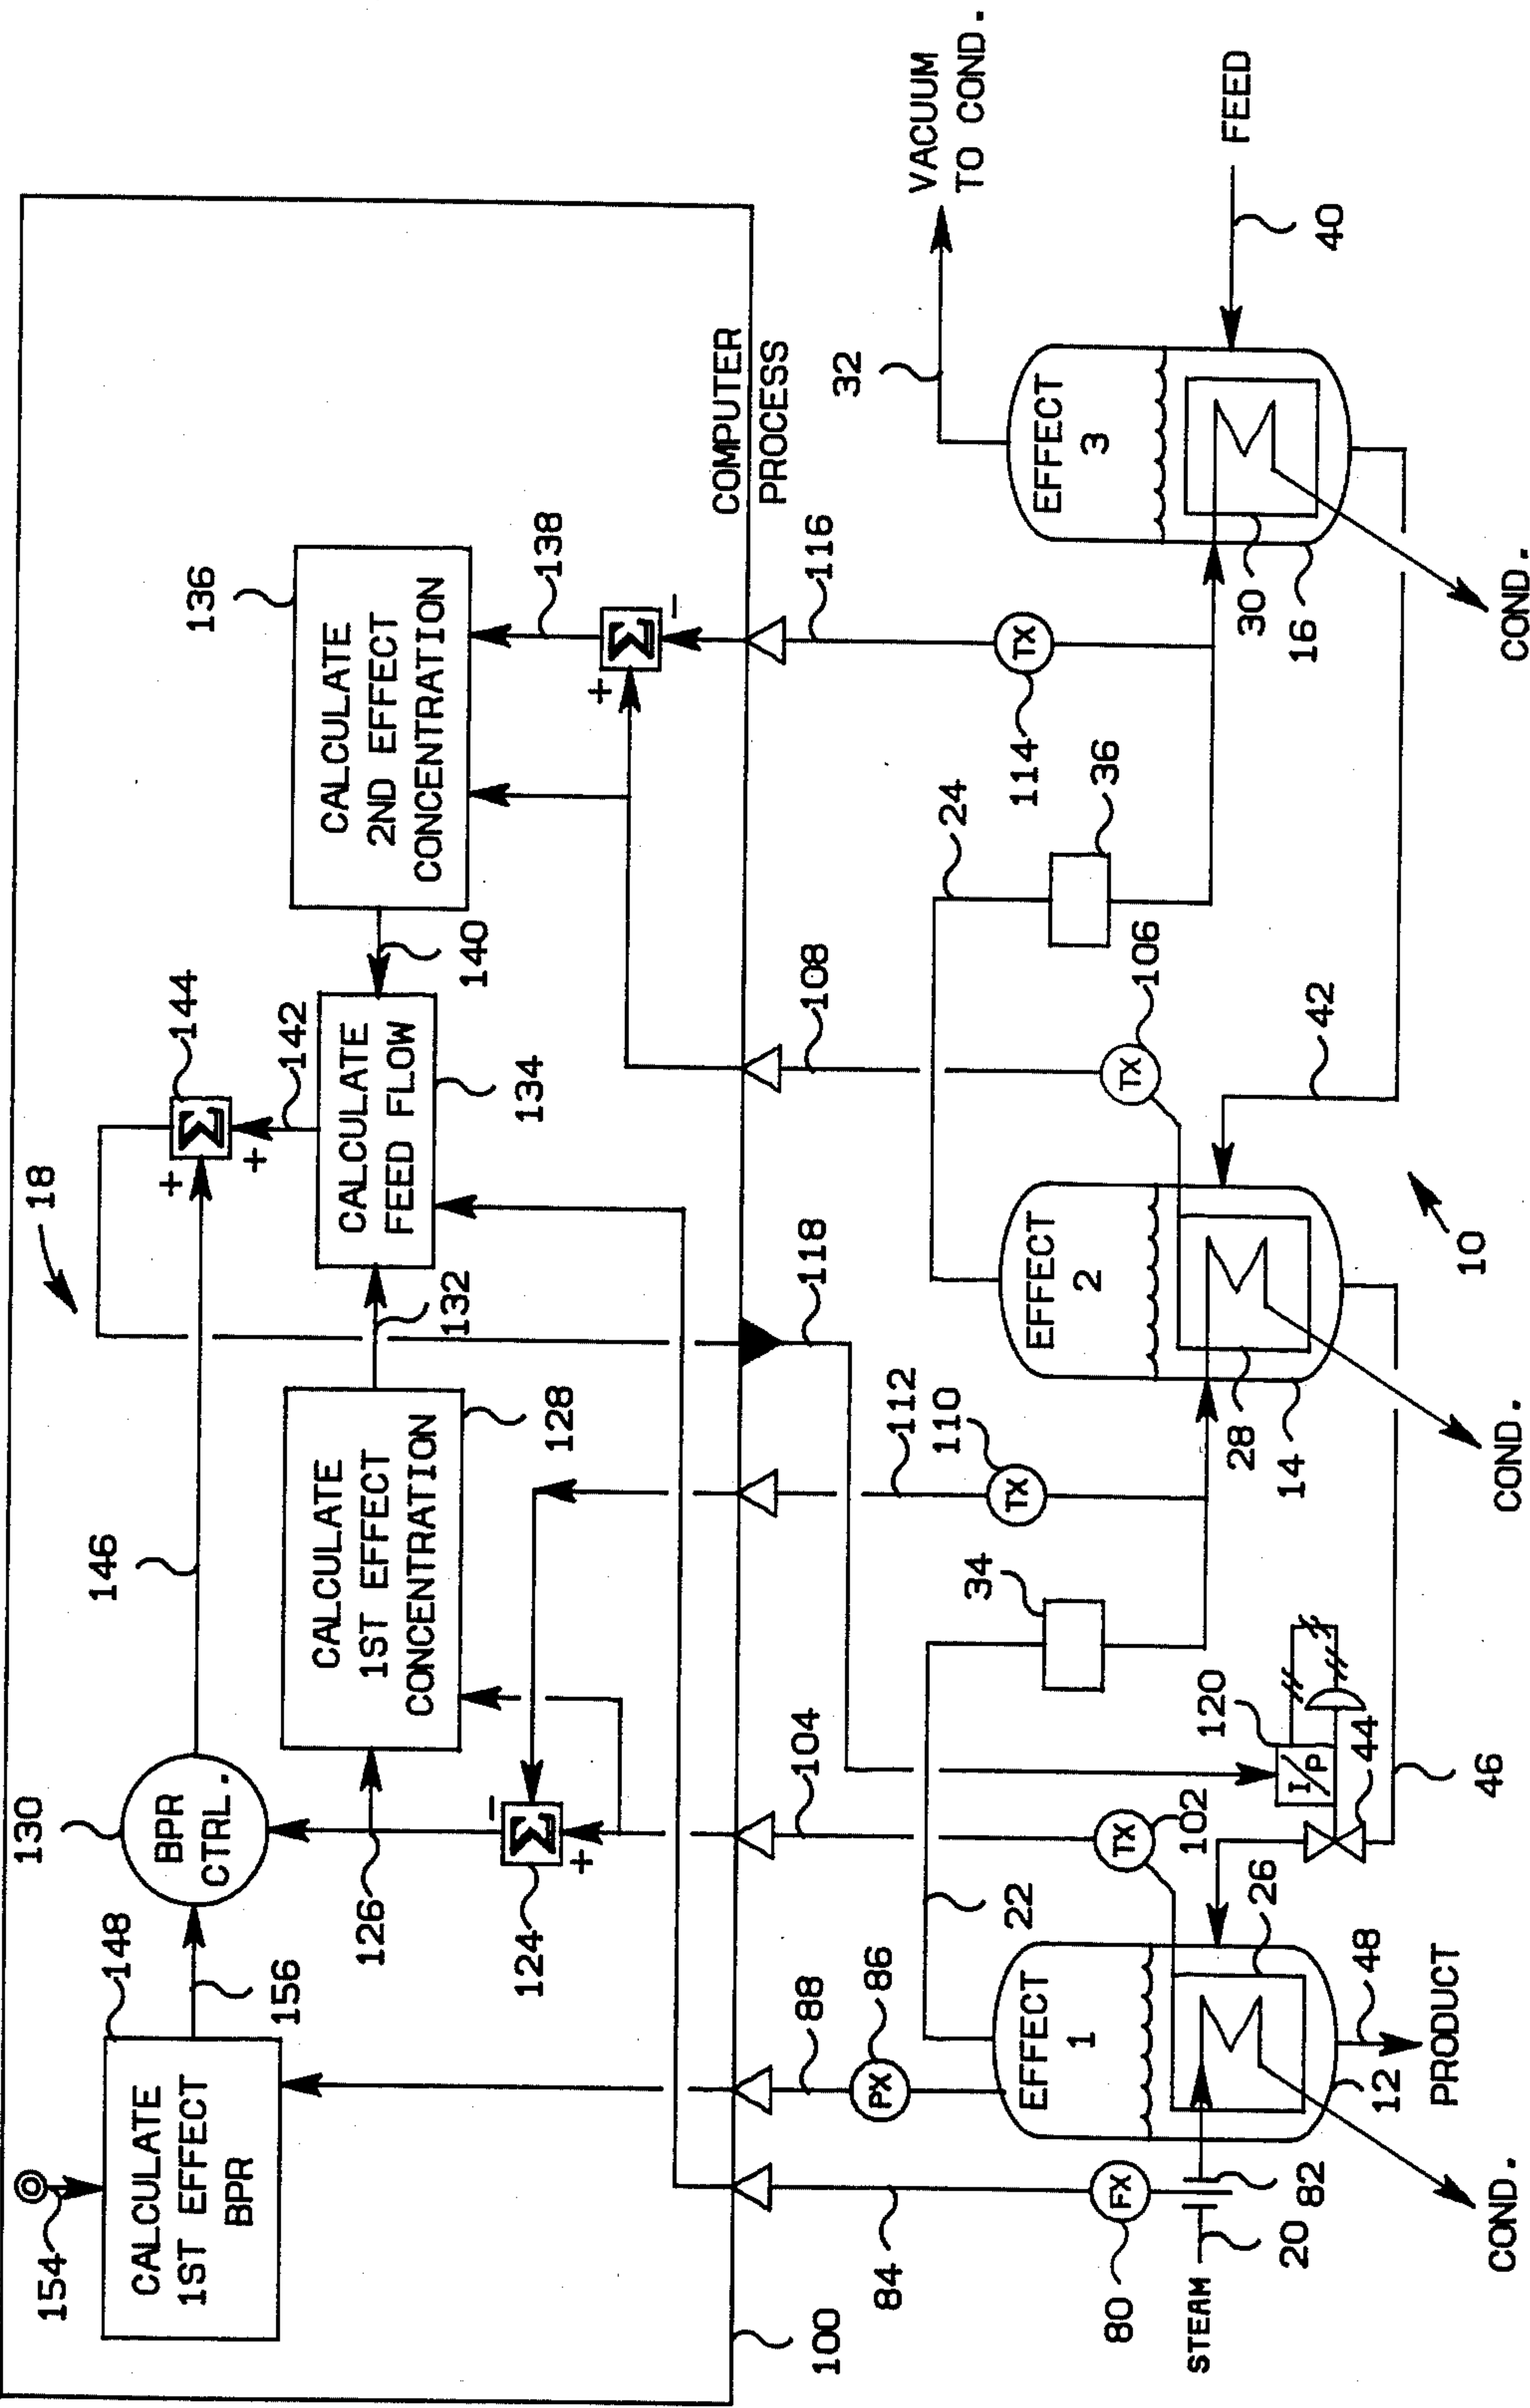 154
CALCULATE
1ST EFFECT
BPR
148
156
130
BPR
CTRL.
146
18
144
+
+
142
CALCULATE
FEED FLOW
134
132
140
136
CALCULATE
2ND EFFECT
CONCENTRATION
138
Σ
Σ
+
-
CALCULATE
1ST EFFECT
CONCENTRATION
128
126
124
Σ
-
+
100
COMPUTER
PROCESS
84
88
PX
86
104
TX
102
112
TX
110
118
108
TX
106
116
TX
114
22
34
24
36
32
VACUUM
TO COND.
80
FX
STEAM
20
82
EFFECT
1
26
12
48
PRODUCT
COND.
120
I/P
44
46
EFFECT
2
28
14
COND.
10
42
EFFECT
3
30
16
COND.
40
FEED